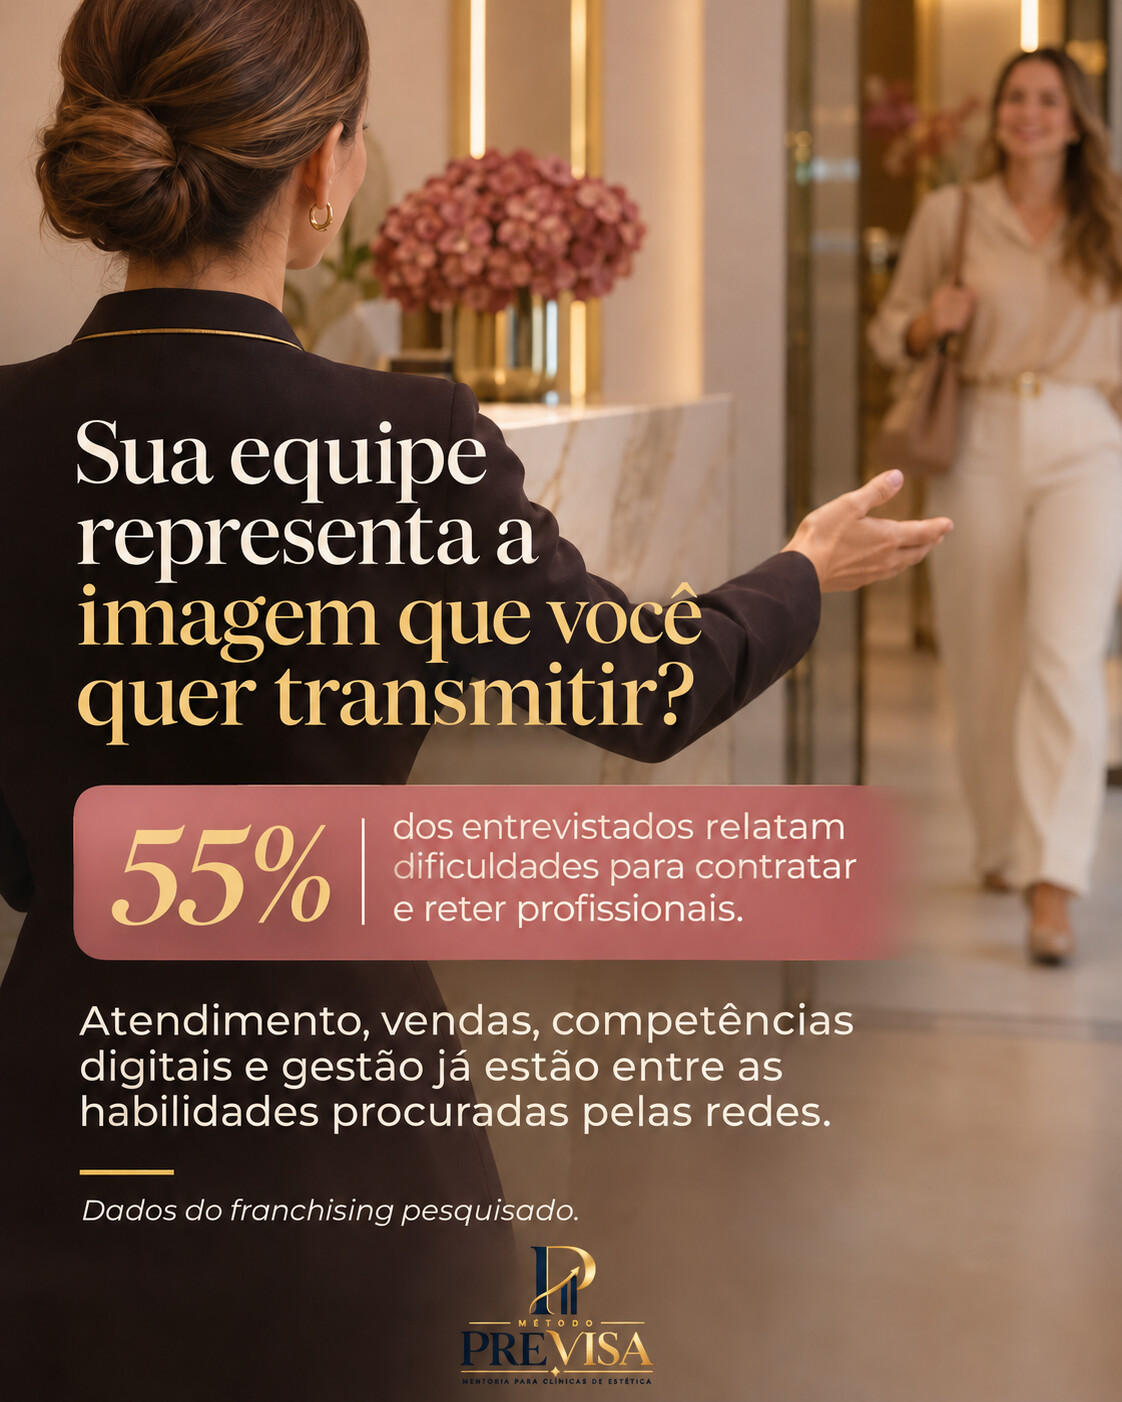 Sua equipe
representa a
imagem que você
quer transmitir?
55%
dos entrevistados relatam
dificuldades para contratar
e reter profissionais.
Atendimento, vendas, competências
digitais e gestão já estão entre as
habilidades procuradas pelas redes.
Dados do franchising pesquisado.
MÉTODO
PREVISA
MENTORIA PARA CLÍNICAS DE ESTÉTICA